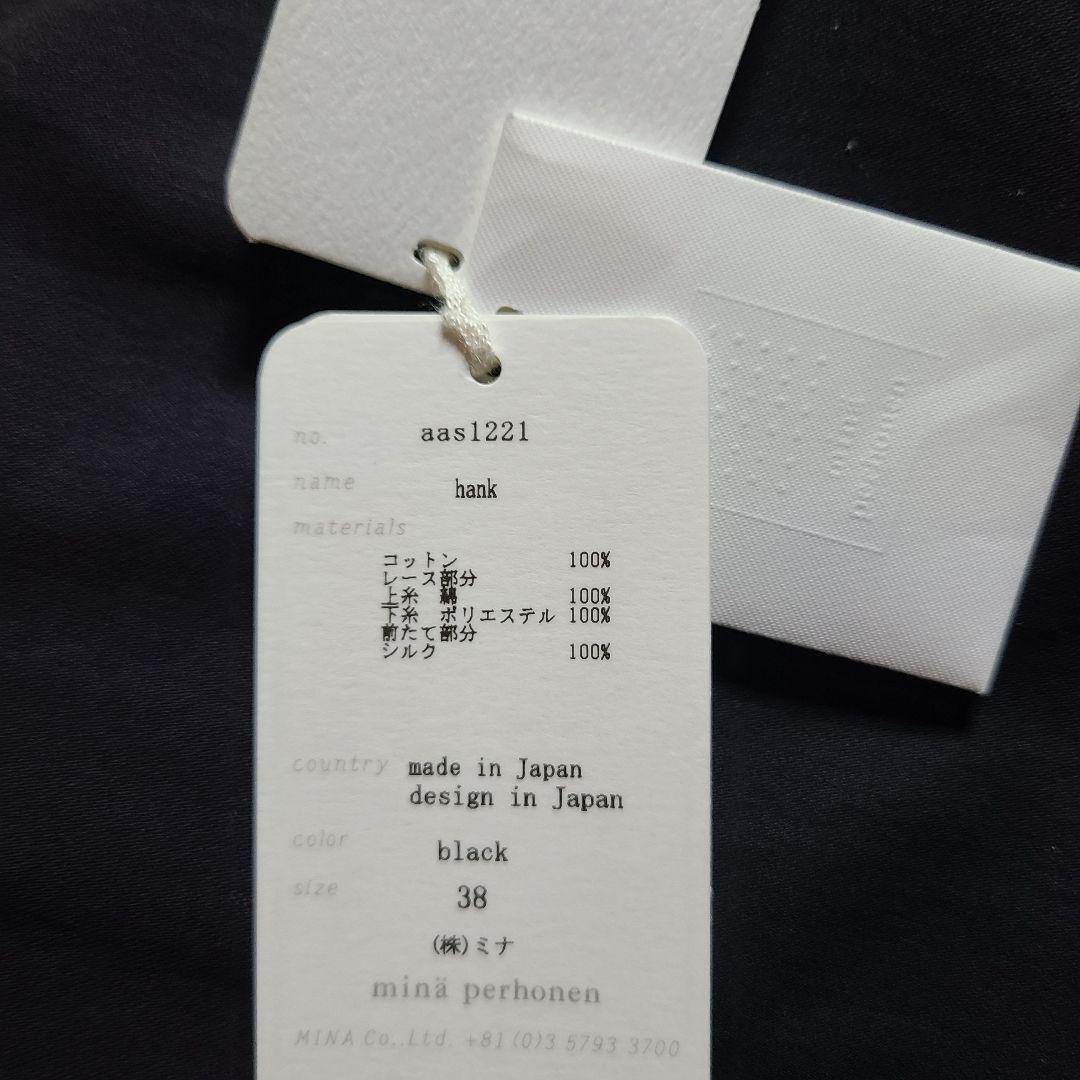 no. aas1221
name hank
materials
コットン 100%
レース部分
上糸 綿 100%
下糸 ポリエステル 100%
前たて部分
シルク 100%
country made in Japan
design in Japan
color black
size 38
(株)ミナ
minä perhonen
MINA Co.,Ltd. +81(0)3 5793 3700
minä
perhonen